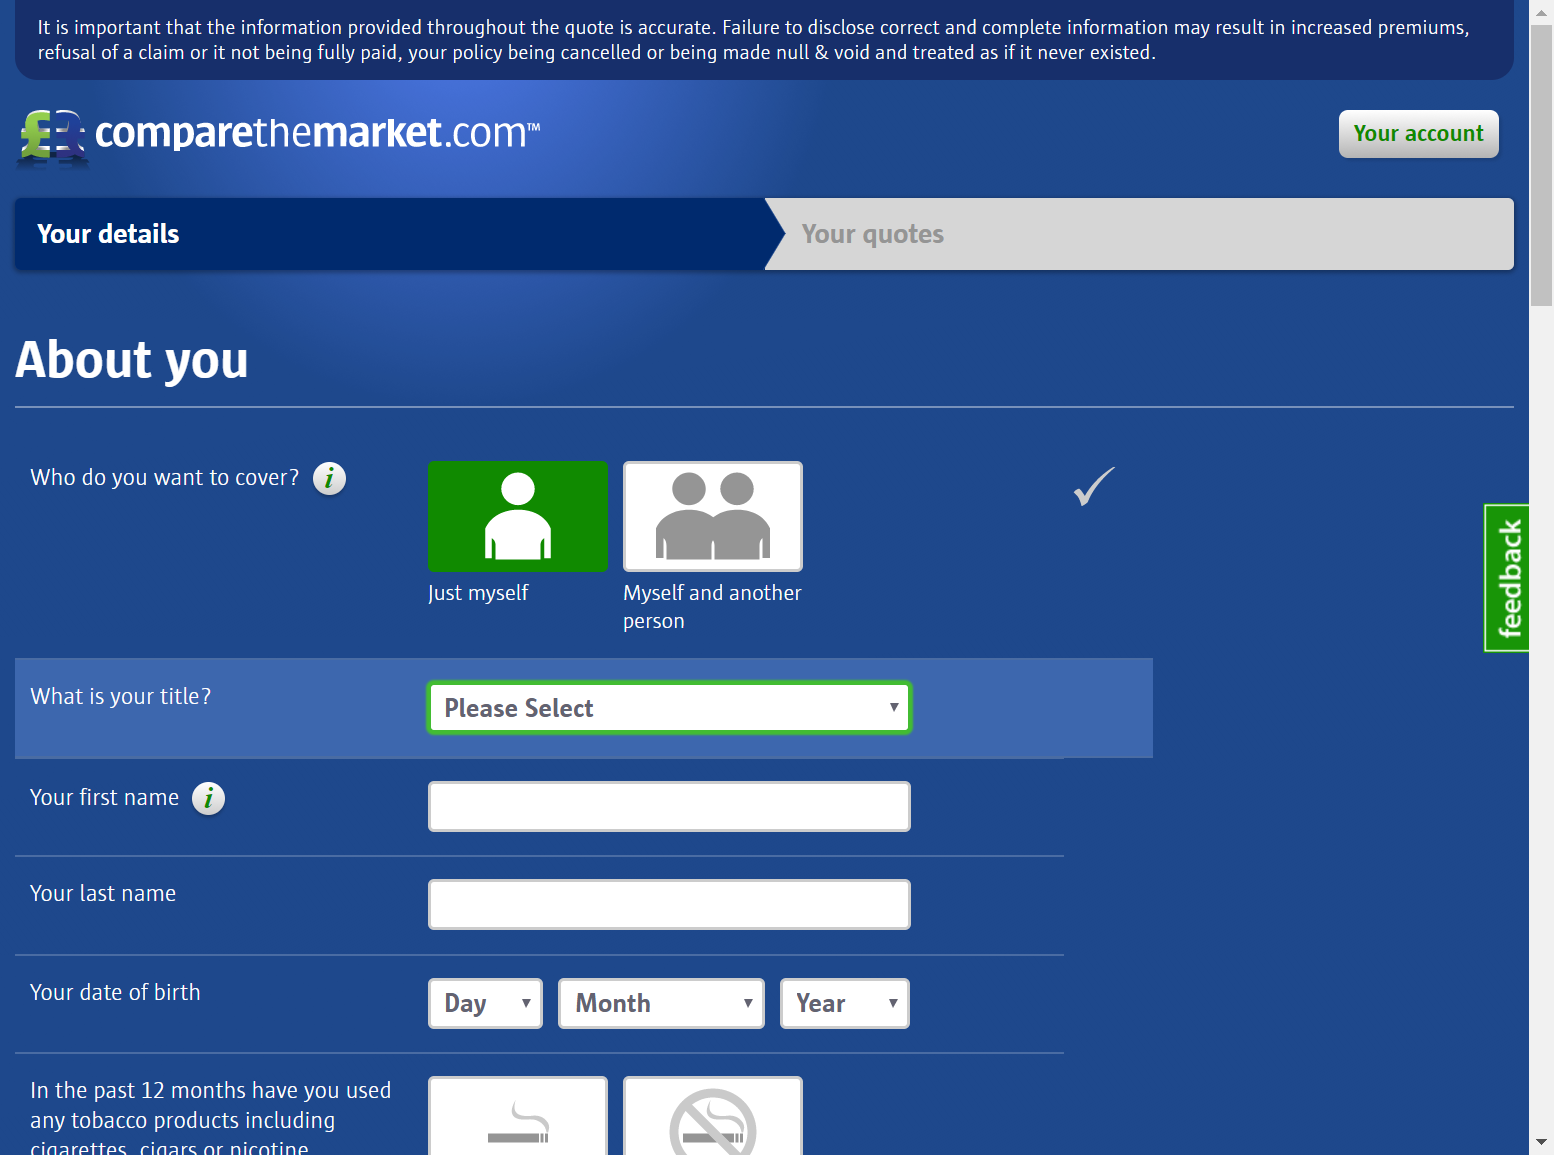 It is important that the information provided throughout the quote is accurate. Failure to disclose correct and complete information may result in increased premiums,
refusal of a claim or it not being fully paid, your policy being cancelled or being made null & void and treated as if it never existed.
comparethemarket.com™
Your account
Your details
Your quotes
About you
Who do you want to cover?
i
Just myself
Myself and another
person
feedback
What is your title?
Please Select
Your first name
i
Your last name
Your date of birth
Day
Month
Year
In the past 12 months have you used
any tobacco products including
cigarettes, cigars or nicotine